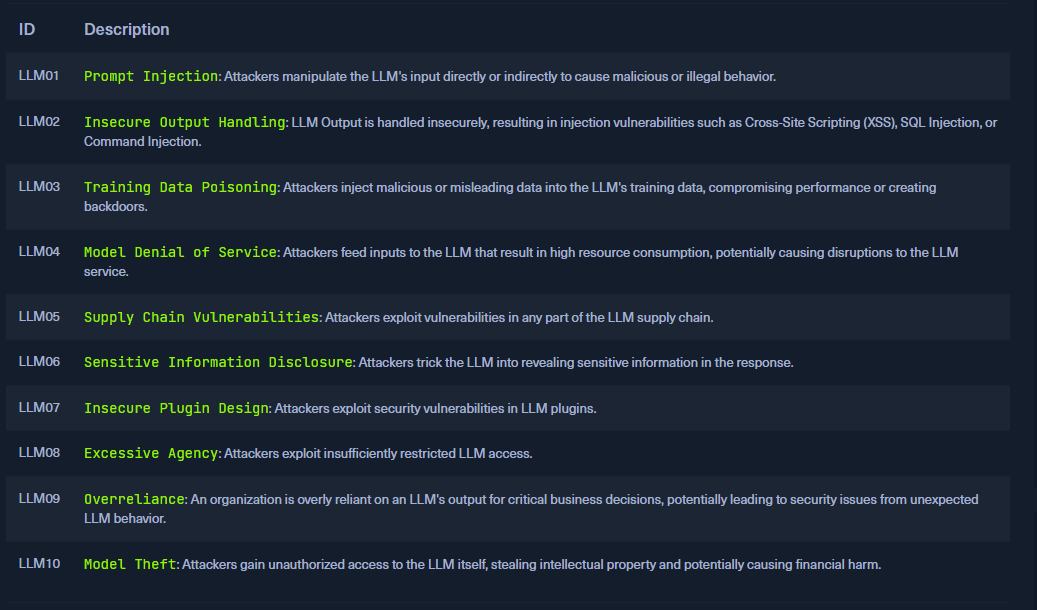 ID Description
LLM01 Prompt Injection: Attackers manipulate the LLM's input directly or indirectly to cause malicious or illegal behavior.
LLM02 Insecure Output Handling: LLM Output is handled insecurely, resulting in injection vulnerabilities such as Cross-Site Scripting (XSS), SQL Injection, or
Command Injection.
LLM03 Training Data Poisoning: Attackers inject malicious or misleading data into the LLM's training data, compromising performance or creating
backdoors.
LLM04 Model Denial of Service: Attackers feed inputs to the LLM that result in high resource consumption, potentially causing disruptions to the LLM
service.
LLM05 Supply Chain Vulnerabilities: Attackers exploit vulnerabilities in any part of the LLM supply chain.
LLM06 Sensitive Information Disclosure: Attackers trick the LLM into revealing sensitive information in the response.
LLM07 Insecure Plugin Design: Attackers exploit security vulnerabilities in LLM plugins.
LLM08 Excessive Agency: Attackers exploit insufficiently restricted LLM access.
LLM09 Overreliance: An organization is overly reliant on an LLM's output for critical business decisions, potentially leading to security issues from unexpected
LLM behavior.
LLM10 Model Theft: Attackers gain unauthorized access to the LLM itself, stealing intellectual property and potentially causing financial harm.